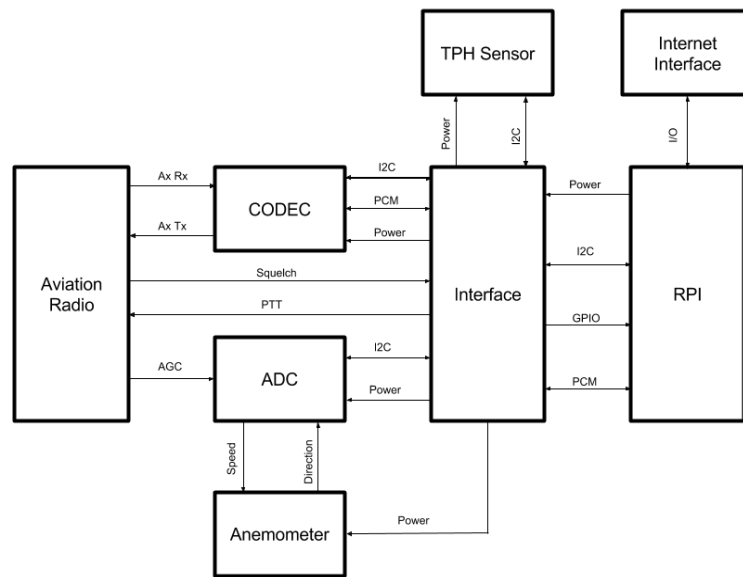 TPH Sensor
Internet
Interface
Power
I2C
I/O
Ax Rx
I2C
Power
CODEC
PCM
Ax Tx
Power
I2C
Squelch
Aviation
Radio
Interface
RPI
PTT
GPIO
I2C
AGC
ADC
PCM
Power
Speed
Direction
Anemometer
Power